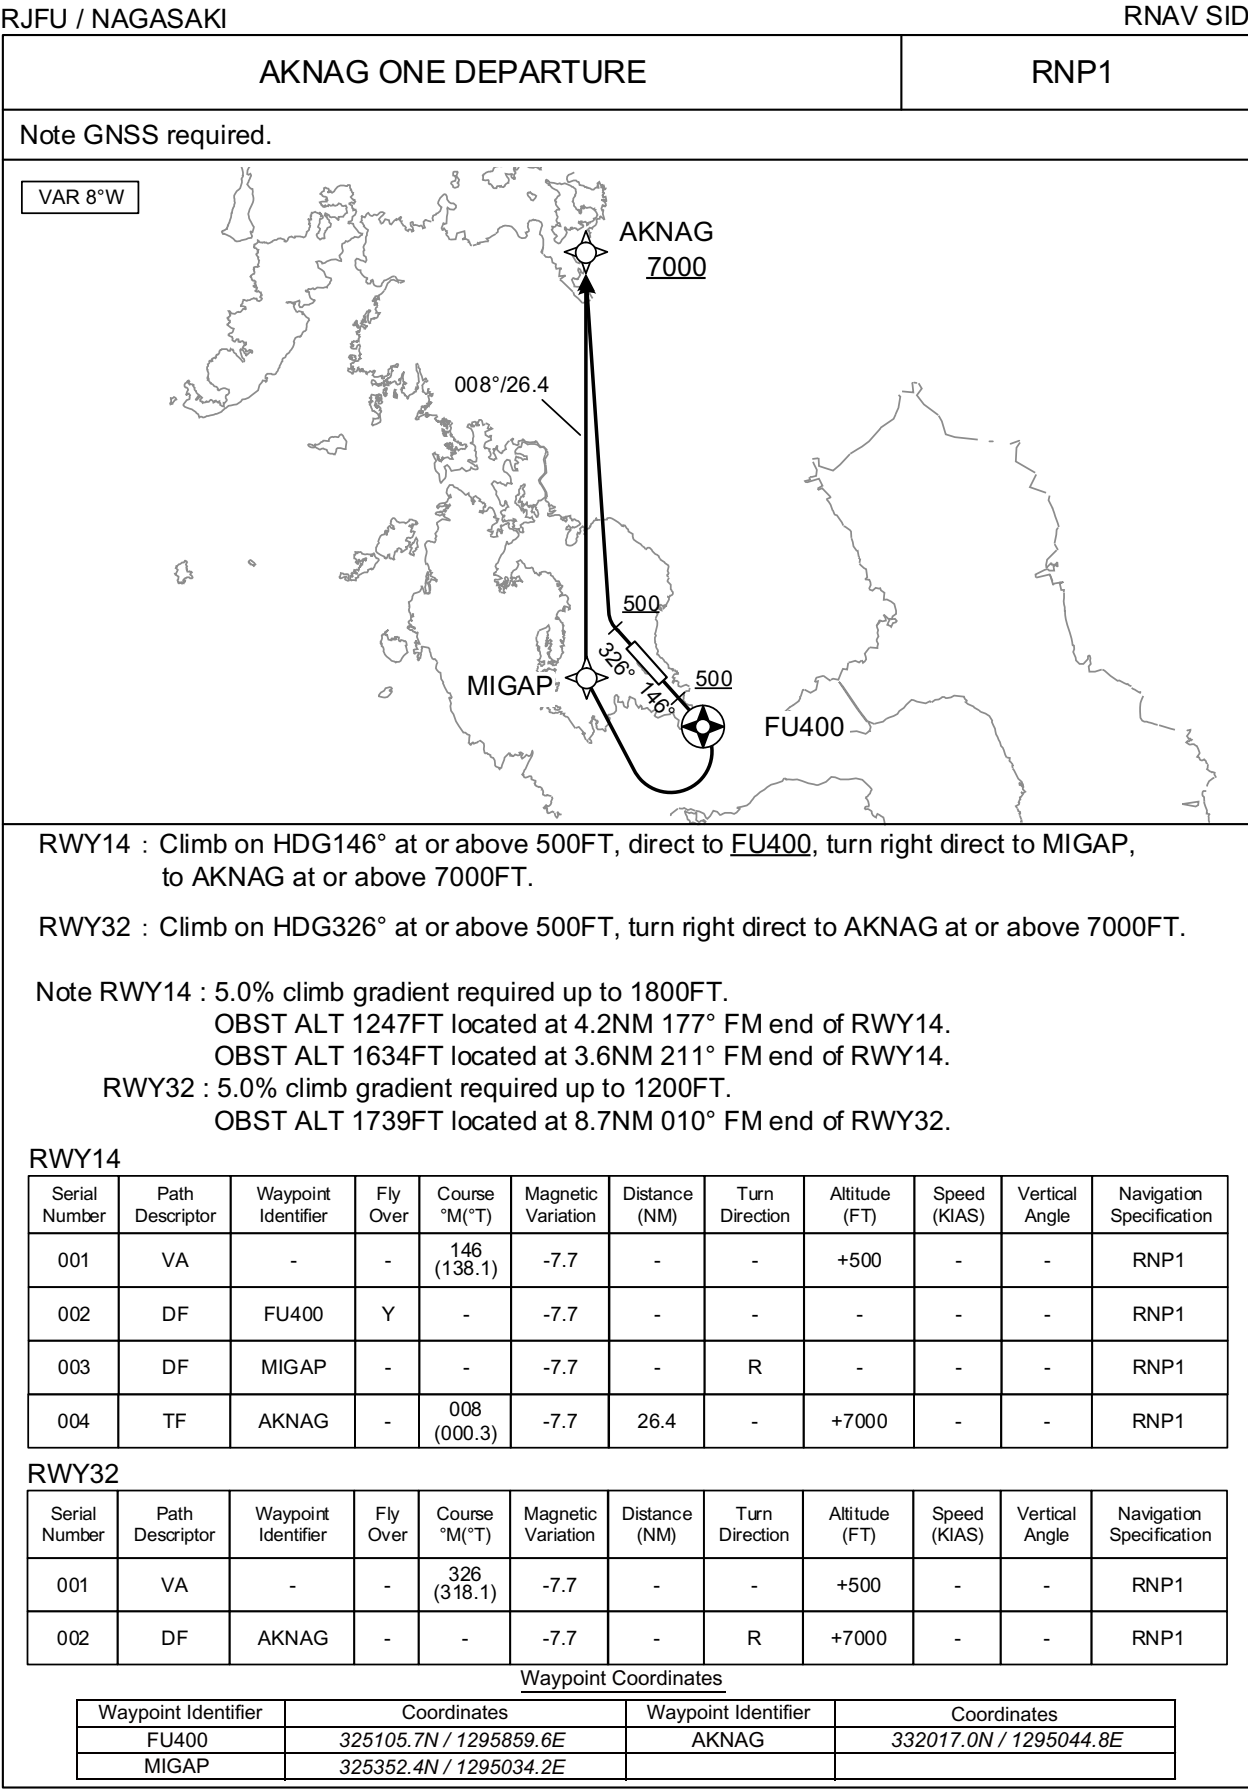 RJFU / NAGASAKI
RNAV SID
AKNAG ONE DEPARTURE
RNP1
Note GNSS required.
VAR 8°W
AKNAG
7000
008°/26.4
500
326°
146°
500
MIGAP
FU400
RWY14 : Climb on HDG146° at or above 500FT, direct to FU400, turn right direct to MIGAP,
to AKNAG at or above 7000FT.
RWY32 : Climb on HDG326° at or above 500FT, turn right direct to AKNAG at or above 7000FT.
Note RWY14 : 5.0% climb gradient required up to 1800FT.
OBST ALT 1247FT located at 4.2NM 177° FM end of RWY14.
OBST ALT 1634FT located at 3.6NM 211° FM end of RWY14.
RWY32 : 5.0% climb gradient required up to 1200FT.
OBST ALT 1739FT located at 8.7NM 010° FM end of RWY32.
RWY14
Serial Path Waypoint Fly Course Magnetic Distance Turn Altitude Speed Vertical Navigation
Number Descriptor Identifier Over °M(°T) Variation (NM) Direction (FT) (KIAS) Angle Specification
001 VA - - 146 (138.1) -7.7 - - +500 - - RNP1
002 DF FU400 Y - -7.7 - - - - - RNP1
003 DF MIGAP - - -7.7 - R - - - RNP1
004 TF AKNAG - 008 (000.3) -7.7 26.4 - +7000 - - RNP1
RWY32
Serial Path Waypoint Fly Course Magnetic Distance Turn Altitude Speed Vertical Navigation
Number Descriptor Identifier Over °M(°T) Variation (NM) Direction (FT) (KIAS) Angle Specification
001 VA - - 326 (318.1) -7.7 - - +500 - - RNP1
002 DF AKNAG - - -7.7 - R +7000 - - RNP1
Waypoint Coordinates
Waypoint Identifier Coordinates Waypoint Identifier Coordinates
FU400 325105.7N / 1295859.6E AKNAG 332017.0N / 1295044.8E
MIGAP 325352.4N / 1295034.2E